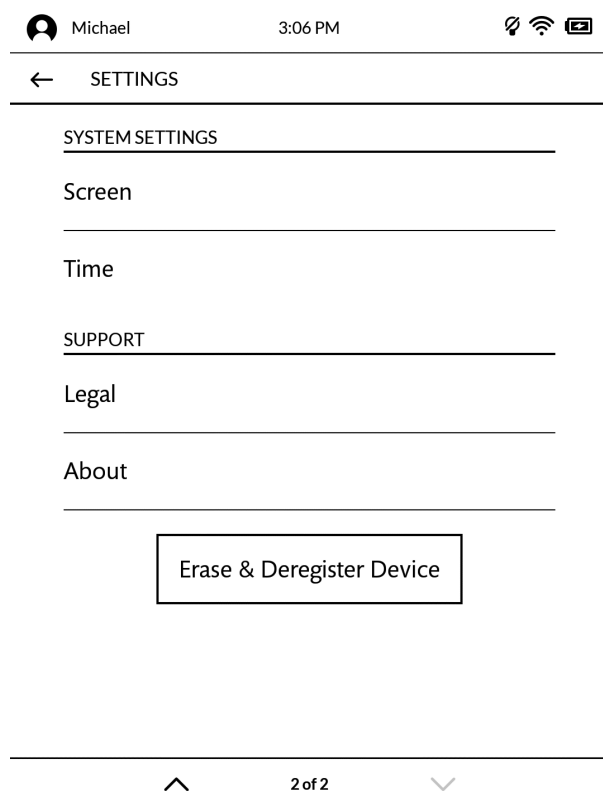 Michael 3:06 PM
SETTINGS
SYSTEM SETTINGS
Screen
Time
SUPPORT
Legal
About
Erase & Deregister Device
2 of 2